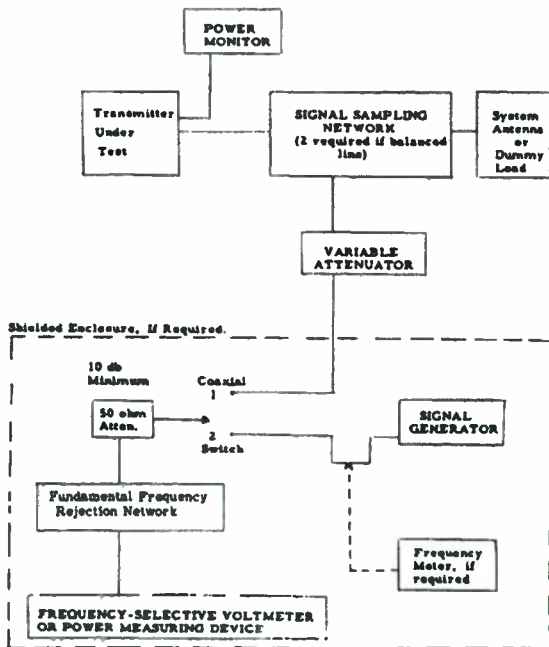 POWER
MONITOR
Transmitter
Under
Test
SIGNAL SAMPLING
NETWORK
(2 required if balanced
line)
System
Antenna
or
Dummy
Load
VARIABLE
ATTENUATOR
Shielded Enclosure, If Required.
10 db
Minimum
Coaxial
1
50 ohm
Atten.
2
Switch
SIGNAL
GENERATOR
Fundamental Frequency
Rejection Network
Frequency
Meter, if
required
FREQUENCY-SELECTIVE VOLTMETER
OR POWER MEASURING DEVICE